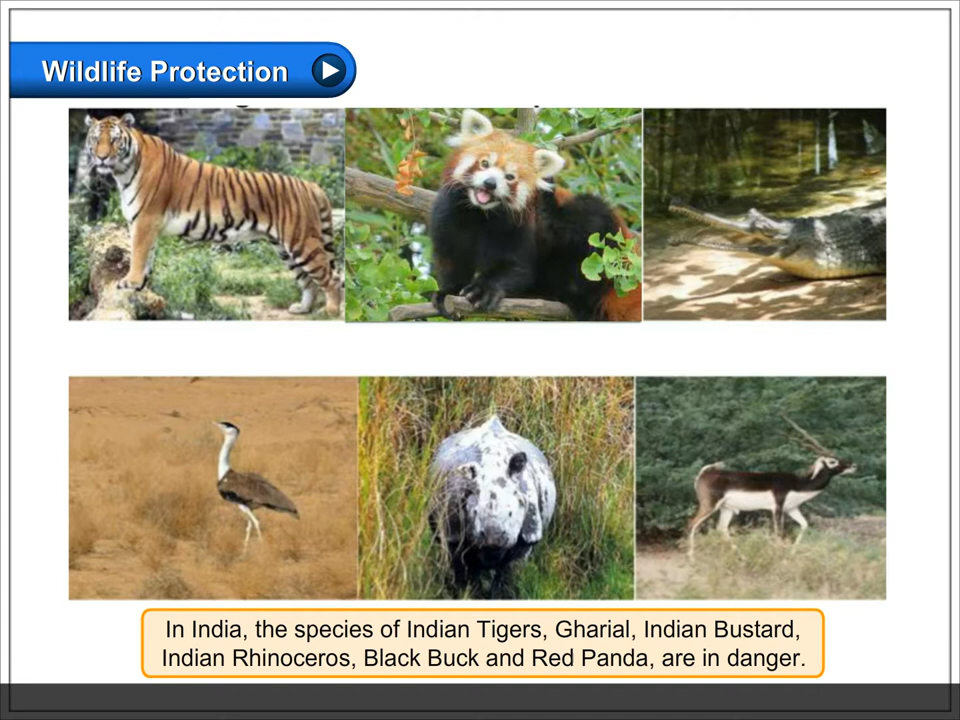 Wildlife Protection
In India, the species of Indian Tigers, Gharial, Indian Bustard,
Indian Rhinoceros, Black Buck and Red Panda, are in danger.